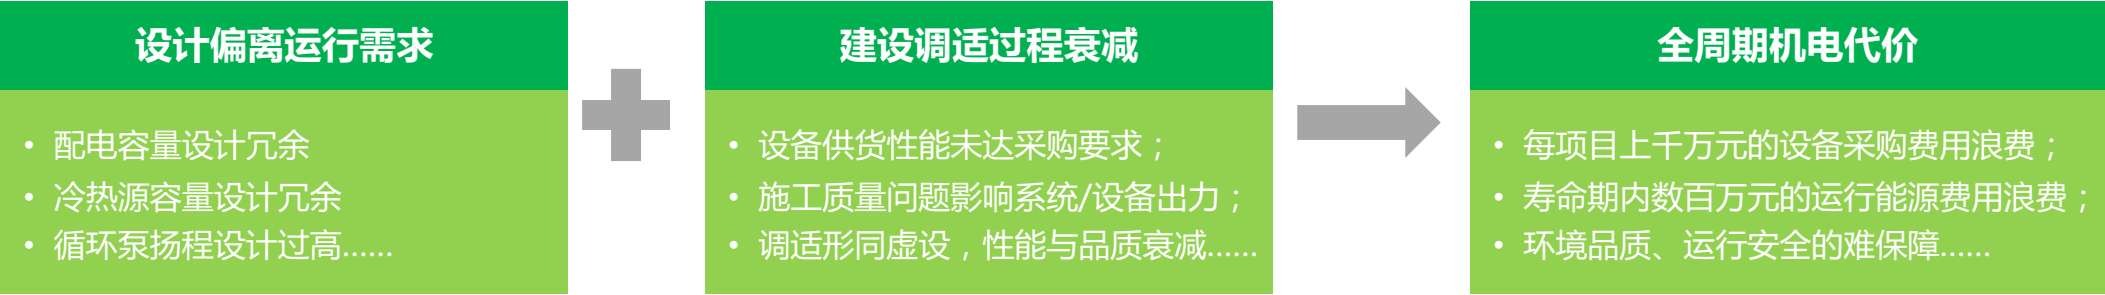 设计偏离运行需求
• 配电容量设计冗余
• 冷热源容量设计冗余
• 循环泵扬程设计过高......
建设调适过程衰减
• 设备供货性能未达采购要求；
• 施工质量问题影响系统/设备出力；
• 调适形同虚设，性能与品质衰减......
全周期机电代价
• 每项目上千万元的设备采购费用浪费；
• 寿命期内数百万元的运行能源费用浪费；
• 环境品质、运行安全的难保障......